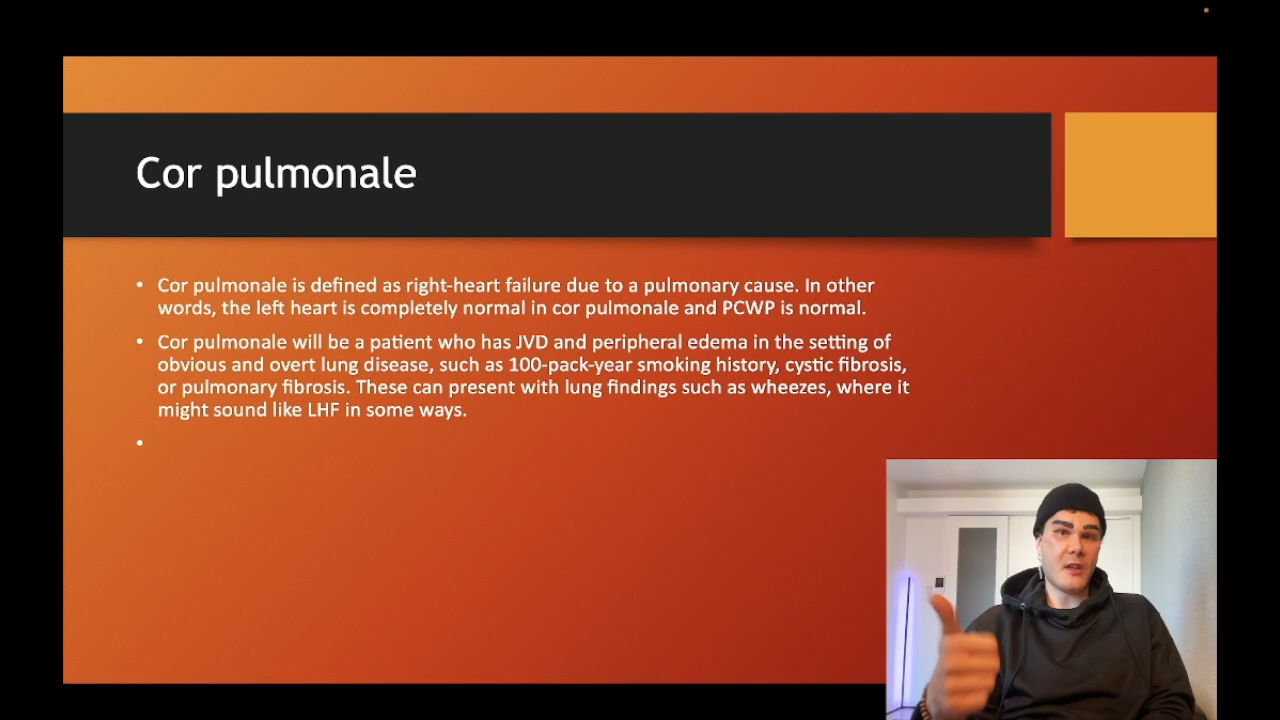 Cor pulmonale
• Cor pulmonale is defined as right-heart failure due to a pulmonary cause. In other
words, the left heart is completely normal in cor pulmonale and PCWP is normal.
• Cor pulmonale will be a patient who has JVD and peripheral edema in the setting of
obvious and overt lung disease, such as 100-pack-year smoking history, cystic fibrosis,
or pulmonary fibrosis. These can present with lung findings such as wheezes, where it
might sound like LHF in some ways.
•